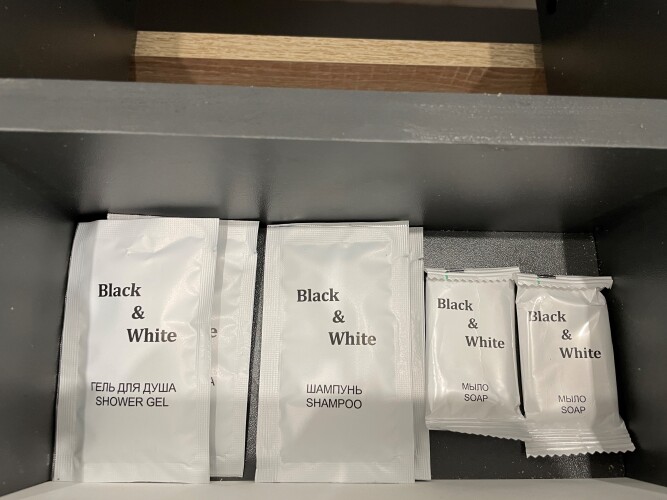 Black
&
White
ГЕЛЬ ДЛЯ ДУША
SHOWER GEL
Black
&
White
ШАМПУНЬ
SHAMPOO
Black
&
White
МЫЛО
SOAP
Black
&
White
МЫЛО
SOAP